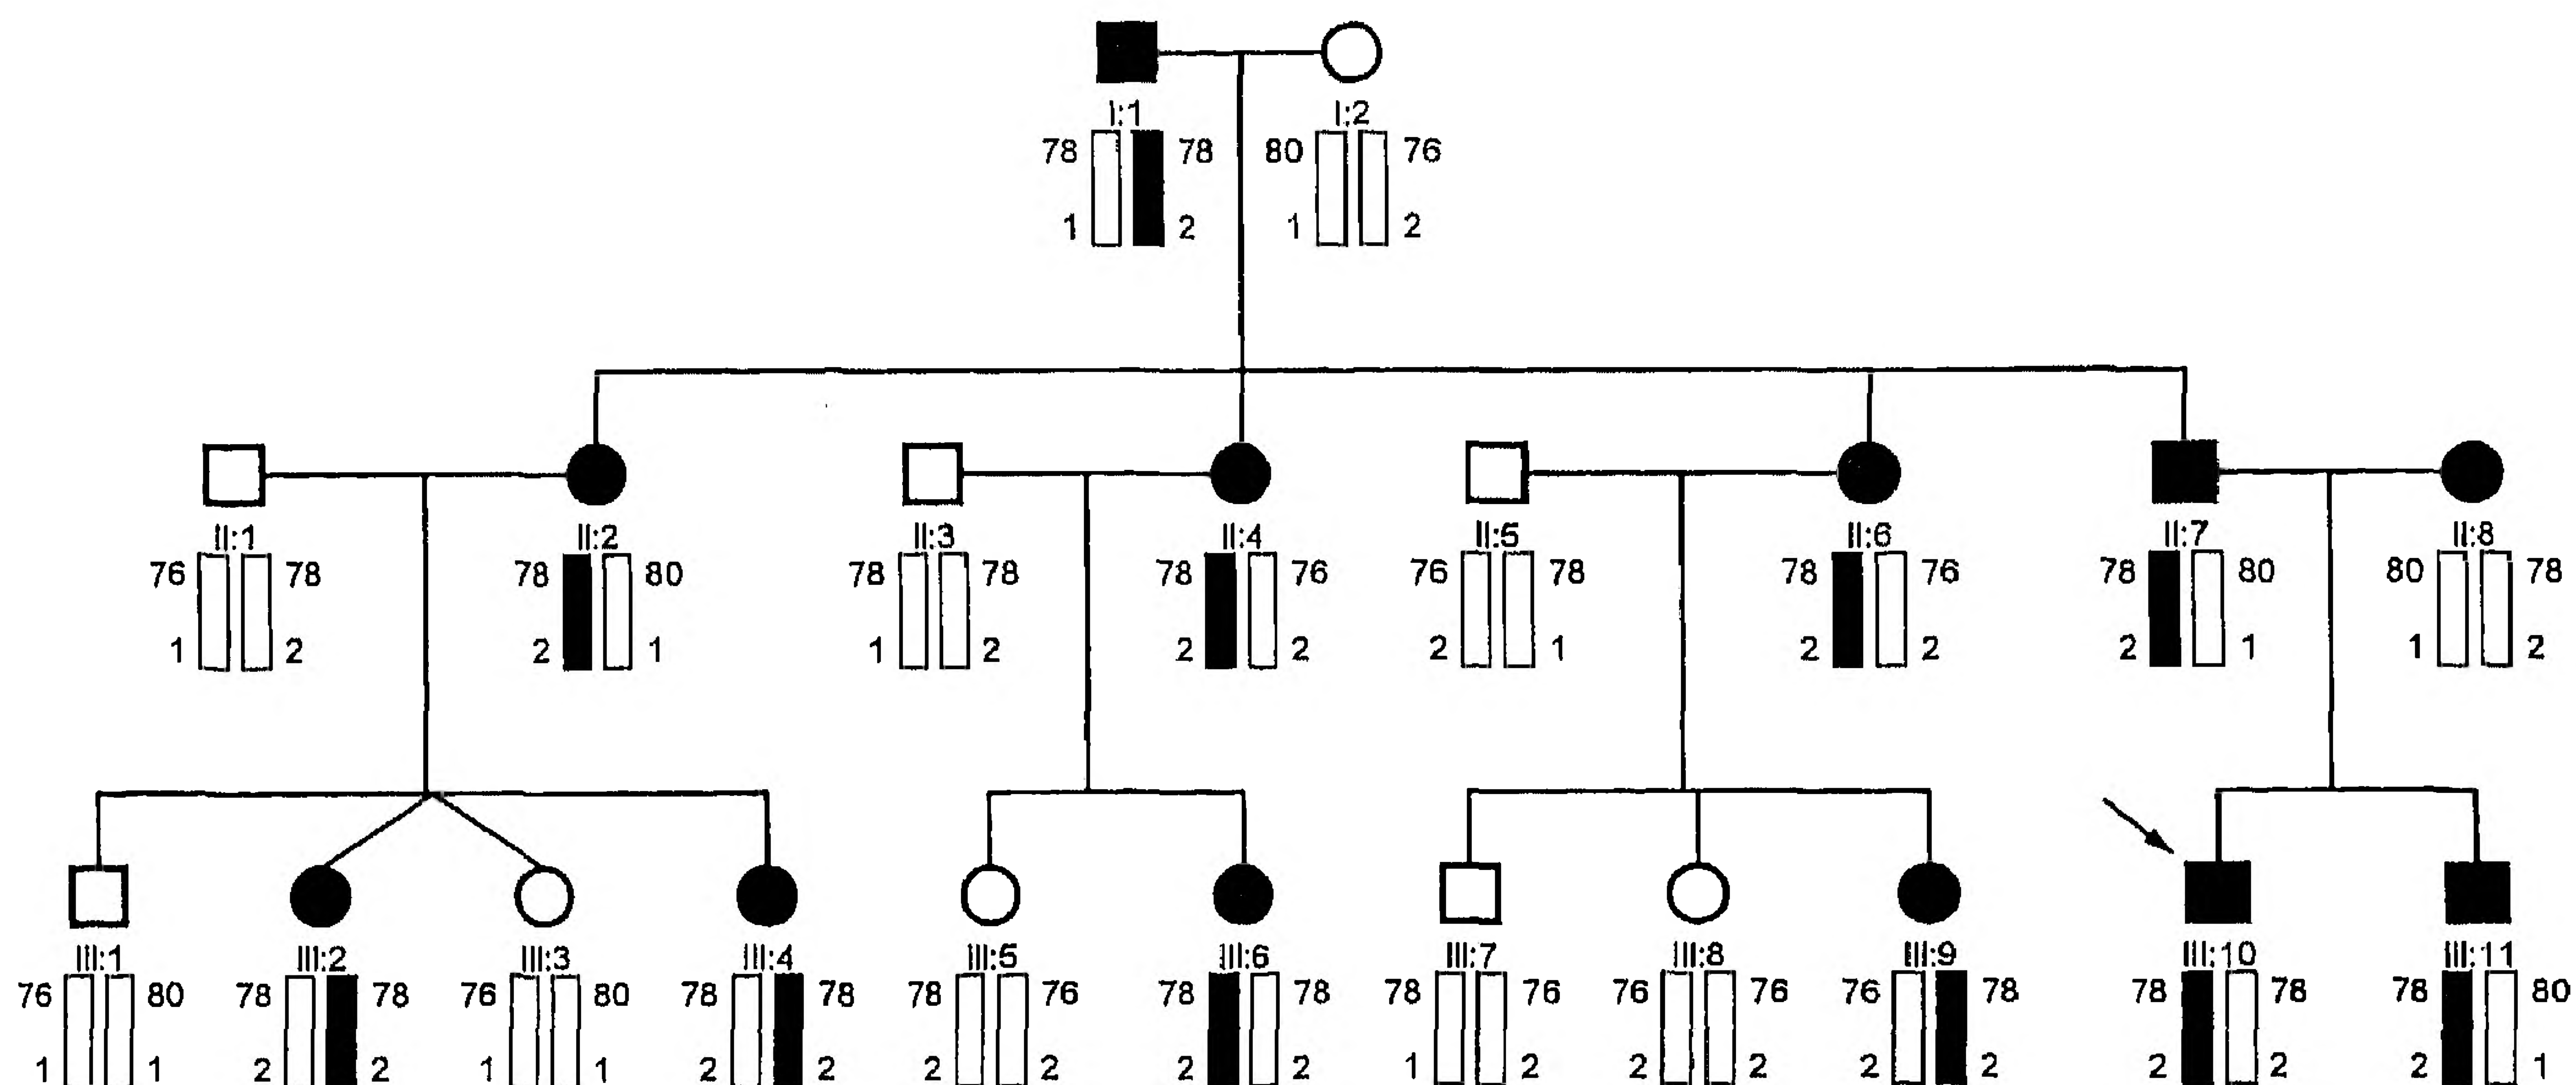 I:1 I:2
78 78 80 76
1 2 1 2
II:1 II:2 II:3 II:4 II:5 II:6 II:7 II:8
76 78 78 80 78 78 78 76 76 78 78 76 78 80 80 78
1 2 2 1 1 2 2 2 2 1 2 2 2 1 1 2
III:1 III:2 III:3 III:4 III:5 III:6 III:7 III:8 III:9 III:10 III:11
76 80 78 78 76 80 78 78 78 76 78 78 78 76 76 76 76 78 78 78 78 80
1 1 2 2 1 1 2 2 2 2 2 2 1 2 2 2 2 2 2 2 2 1